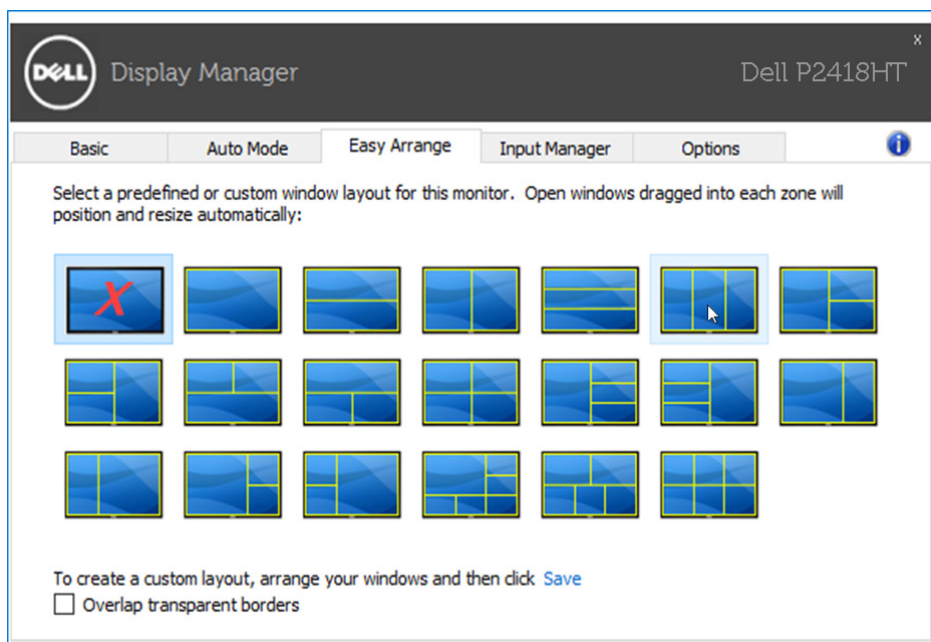 x
DELL Display Manager Dell P2418HT
Basic Auto Mode Easy Arrange Input Manager Options i
Select a predefined or custom window layout for this monitor. Open windows dragged into each zone will
position and resize automatically:
X
To create a custom layout, arrange your windows and then click Save
Overlap transparent borders